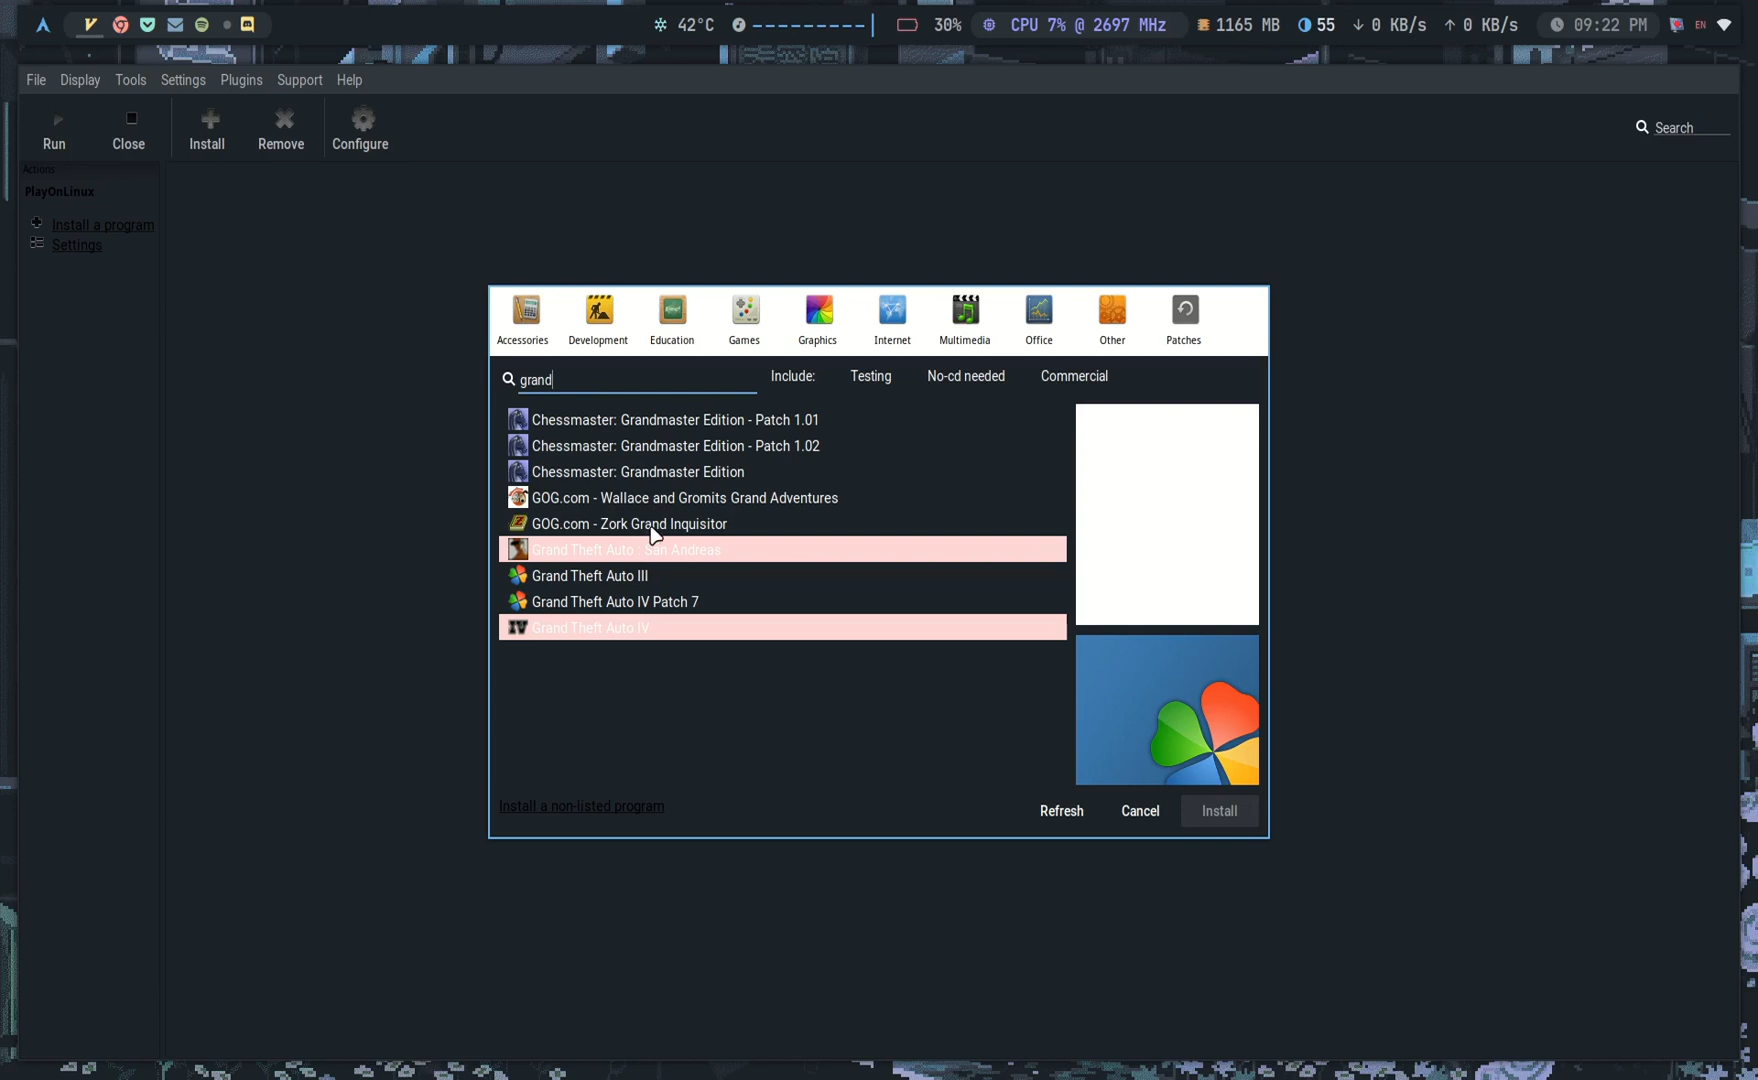 42°C 30% CPU 7% @ 2697 MHz 1165 MB 55 ↓ 0 KB/s ↑ 0 KB/s 09:22 PM EN
File Display Tools Settings Plugins Support Help
Run Close Install Remove Configure
Search
Actions
PlayOnLinux
Install a program
Settings
Accessories Development Education Games Graphics Internet Multimedia Office Other Patches
grand
Include: Testing No-cd needed Commercial
Chessmaster: Grandmaster Edition - Patch 1.01
Chessmaster: Grandmaster Edition - Patch 1.02
Chessmaster: Grandmaster Edition
GOG.com - Wallace and Gromits Grand Adventures
GOG.com - Zork Grand Inquisitor
Grand Theft Auto : San Andreas
Grand Theft Auto III
Grand Theft Auto IV Patch 7
IV Grand Theft Auto IV
Install a non-listed program
Refresh Cancel Install